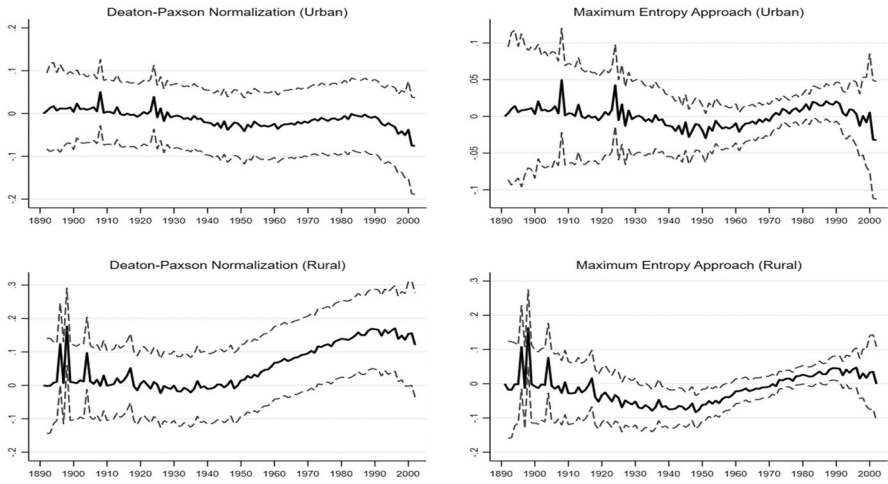 Deaton-Paxson Normalization (Urban)
.2
.1
0
-.1
-.2
1890 1900 1910 1920 1930 1940 1950 1960 1970 1980 1990 2000
Maximum Entropy Approach (Urban)
.1
.05
0
-.05
-.1
1890 1900 1910 1920 1930 1940 1950 1960 1970 1980 1990 2000
Deaton-Paxson Normalization (Rural)
.3
.2
.1
0
-.1
-.2
1890 1900 1910 1920 1930 1940 1950 1960 1970 1980 1990 2000
Maximum Entropy Approach (Rural)
.3
.2
.1
0
-.1
-.2
1890 1900 1910 1920 1930 1940 1950 1960 1970 1980 1990 2000